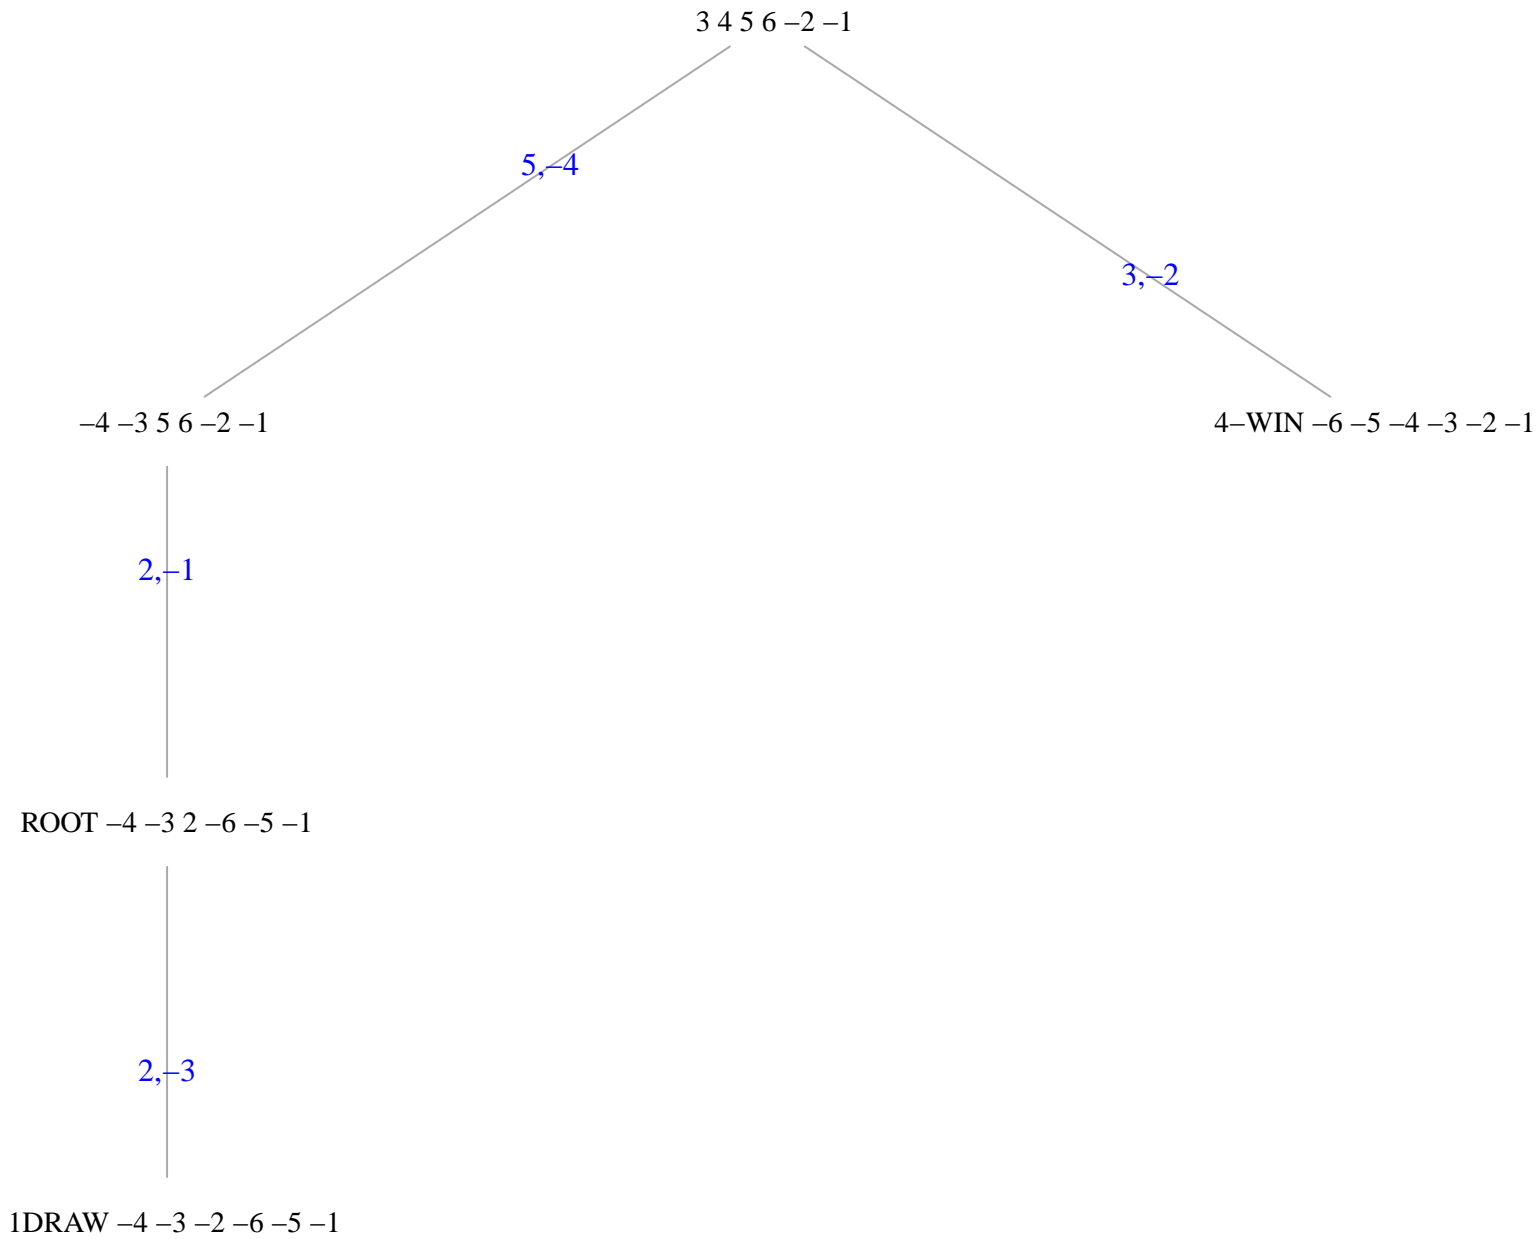 3 4 5 6 –2 –1
5,–4
3,–2
–4 –3 5 6 –2 –1
4–WIN –6 –5 –4 –3 –2 –1
2,–1
ROOT –4 –3 2 –6 –5 –1
2,–3
1DRAW –4 –3 –2 –6 –5 –1